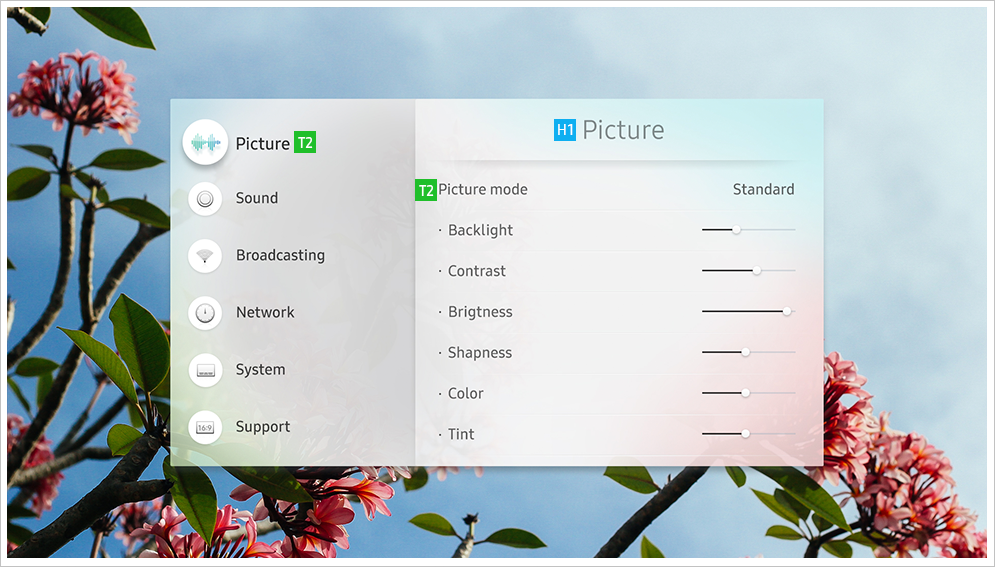 Picture T2
Sound
Broadcasting
Network
System
16:9 Support
H1 Picture
T2 Picture mode Standard
· Backlight
· Contrast
· Brigtness
· Shapness
· Color
· Tint